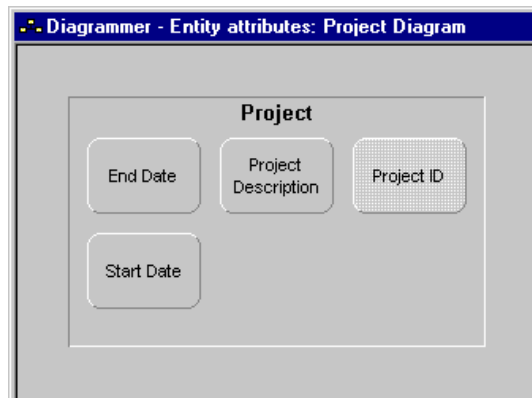 Diagrammer - Entity attributes: Project Diagram
Project
End Date
Project
Description
Project ID
Start Date